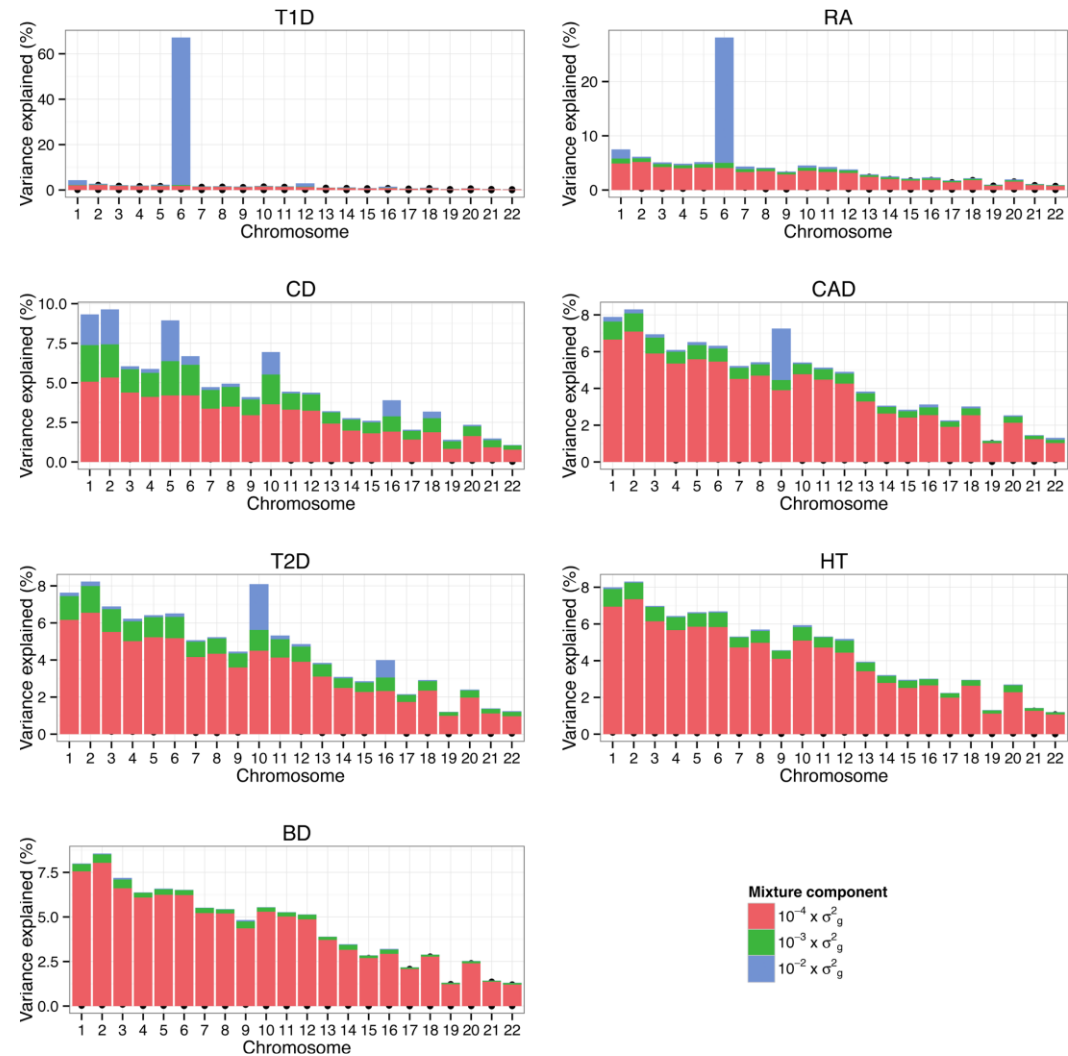 T1D
Variance explained (%)
60
40
20
0
1 2 3 4 5 6 7 8 9 10 11 12 13 14 15 16 17 18 19 20 21 22
Chromosome
RA
Variance explained (%)
20
10
0
1 2 3 4 5 6 7 8 9 10 11 12 13 14 15 16 17 18 19 20 21 22
Chromosome
CD
Variance explained (%)
10.0
7.5
5.0
2.5
0.0
1 2 3 4 5 6 7 8 9 10 11 12 13 14 15 16 17 18 19 20 21 22
Chromosome
CAD
Variance explained (%)
8
6
4
2
0
1 2 3 4 5 6 7 8 9 10 11 12 13 14 15 16 17 18 19 20 21 22
Chromosome
T2D
Variance explained (%)
8
6
4
2
0
1 2 3 4 5 6 7 8 9 10 11 12 13 14 15 16 17 18 19 20 21 22
Chromosome
HT
Variance explained (%)
8
6
4
2
0
1 2 3 4 5 6 7 8 9 10 11 12 13 14 15 16 17 18 19 20 21 22
Chromosome
BD
Variance explained (%)
7.5
5.0
2.5
0.0
1 2 3 4 5 6 7 8 9 10 11 12 13 14 15 16 17 18 19 20 21 22
Chromosome
Mixture component
10⁻⁴ x σ²g
10⁻³ x σ²g
10⁻² x σ²g